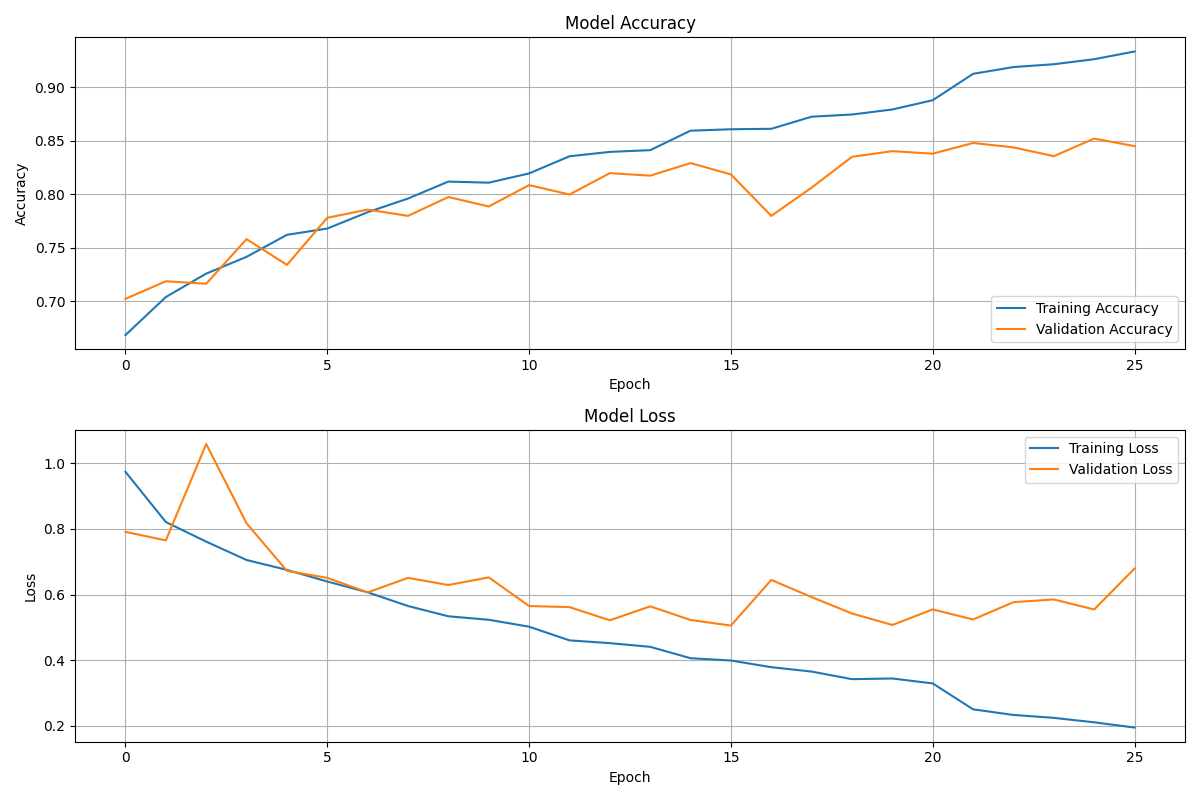 Model Accuracy
Accuracy
0.90
0.85
0.80
0.75
0.70
Training Accuracy
Validation Accuracy
0 5 10 15 20 25
Epoch
Model Loss
Loss
1.0
0.8
0.6
0.4
0.2
Training Loss
Validation Loss
0 5 10 15 20 25
Epoch